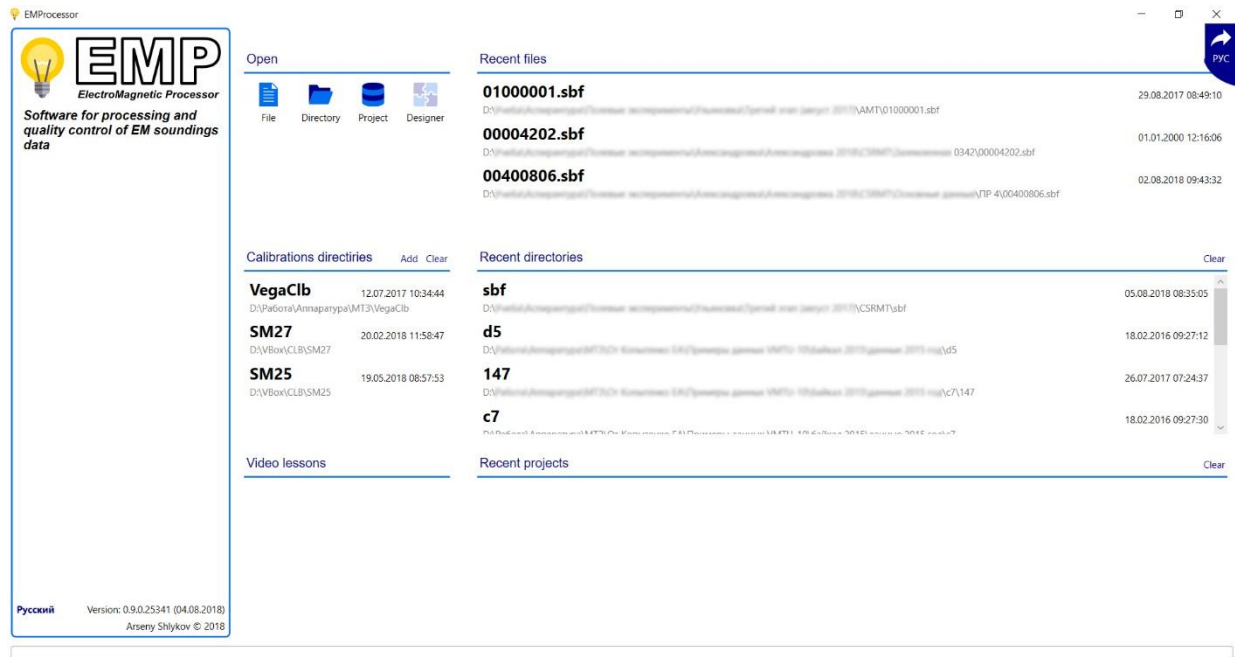 EMProcessor
EMP
ElectroMagnetic Processor
Software for processing and
quality control of EM soundings
data
Русский
Version: 0.9.0.25341 (04.08.2018)
Arseny Shlykov © 2018
Open
File Directory Project Designer
Calibrations directiries Add Clear
VegaClb 12.07.2017 10:34:44
D:\Работа\Аппаратура\МТЗ\VegaClb
SM27 20.02.2018 11:58:47
D:\VBox\CLB\SM27
SM25 19.05.2018 08:57:53
D:\VBox\CLB\SM25
Video lessons
Recent files
01000001.sbf 29.08.2017 08:49:10
D:\ \AMT\01000001.sbf
00004202.sbf 01.01.2000 12:16:06
D:\ 0342\00004202.sbf
00400806.sbf 02.08.2018 09:43:32
D:\ \ПР 4\00400806.sbf
Recent directories Clear
sbf 05.08.2018 08:35:05
D:\ \CSRMT\sbf
d5 18.02.2016 09:27:12
D:\ \d5
147 26.07.2017 07:24:37
D:\ \c7\147
c7 18.02.2016 09:27:30
Recent projects Clear
РУС